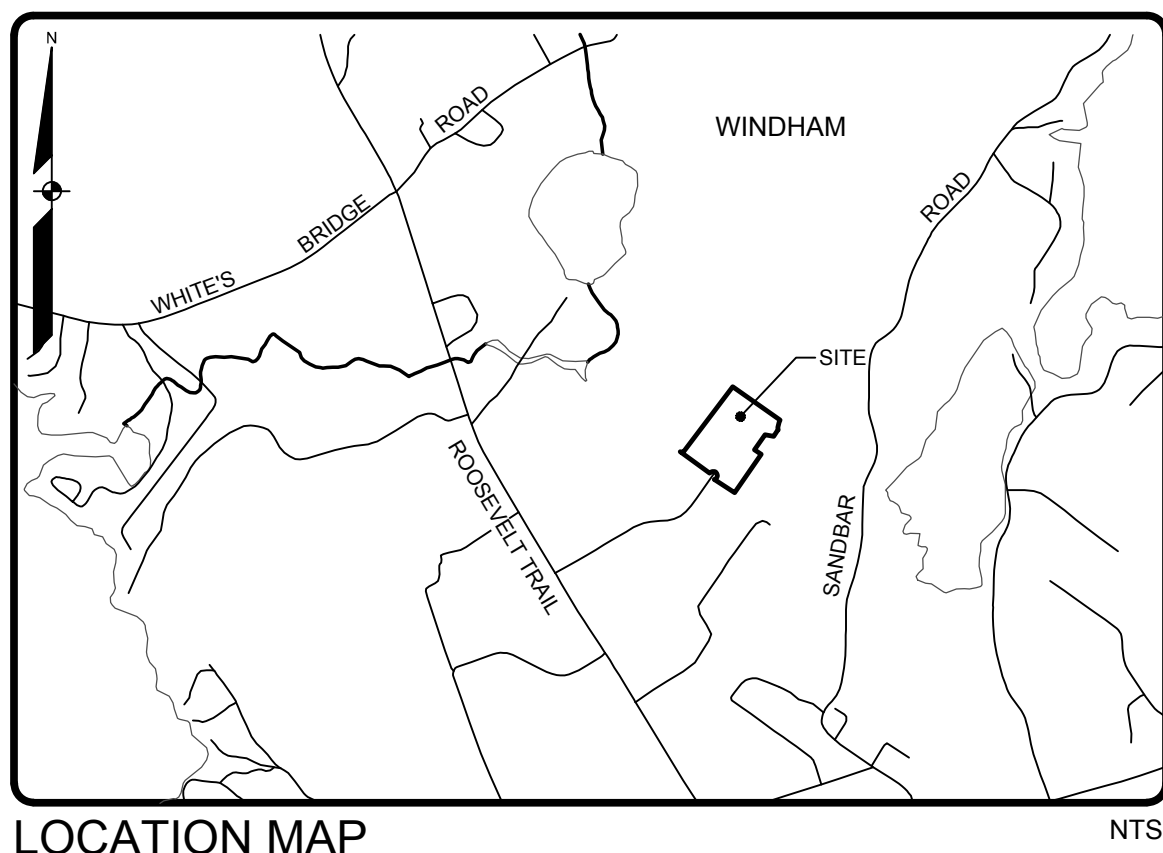 N
WINDHAM
WHITE'S BRIDGE ROAD
SANDBAR ROAD
SITE
ROOSEVELT TRAIL
LOCATION MAP
NTS